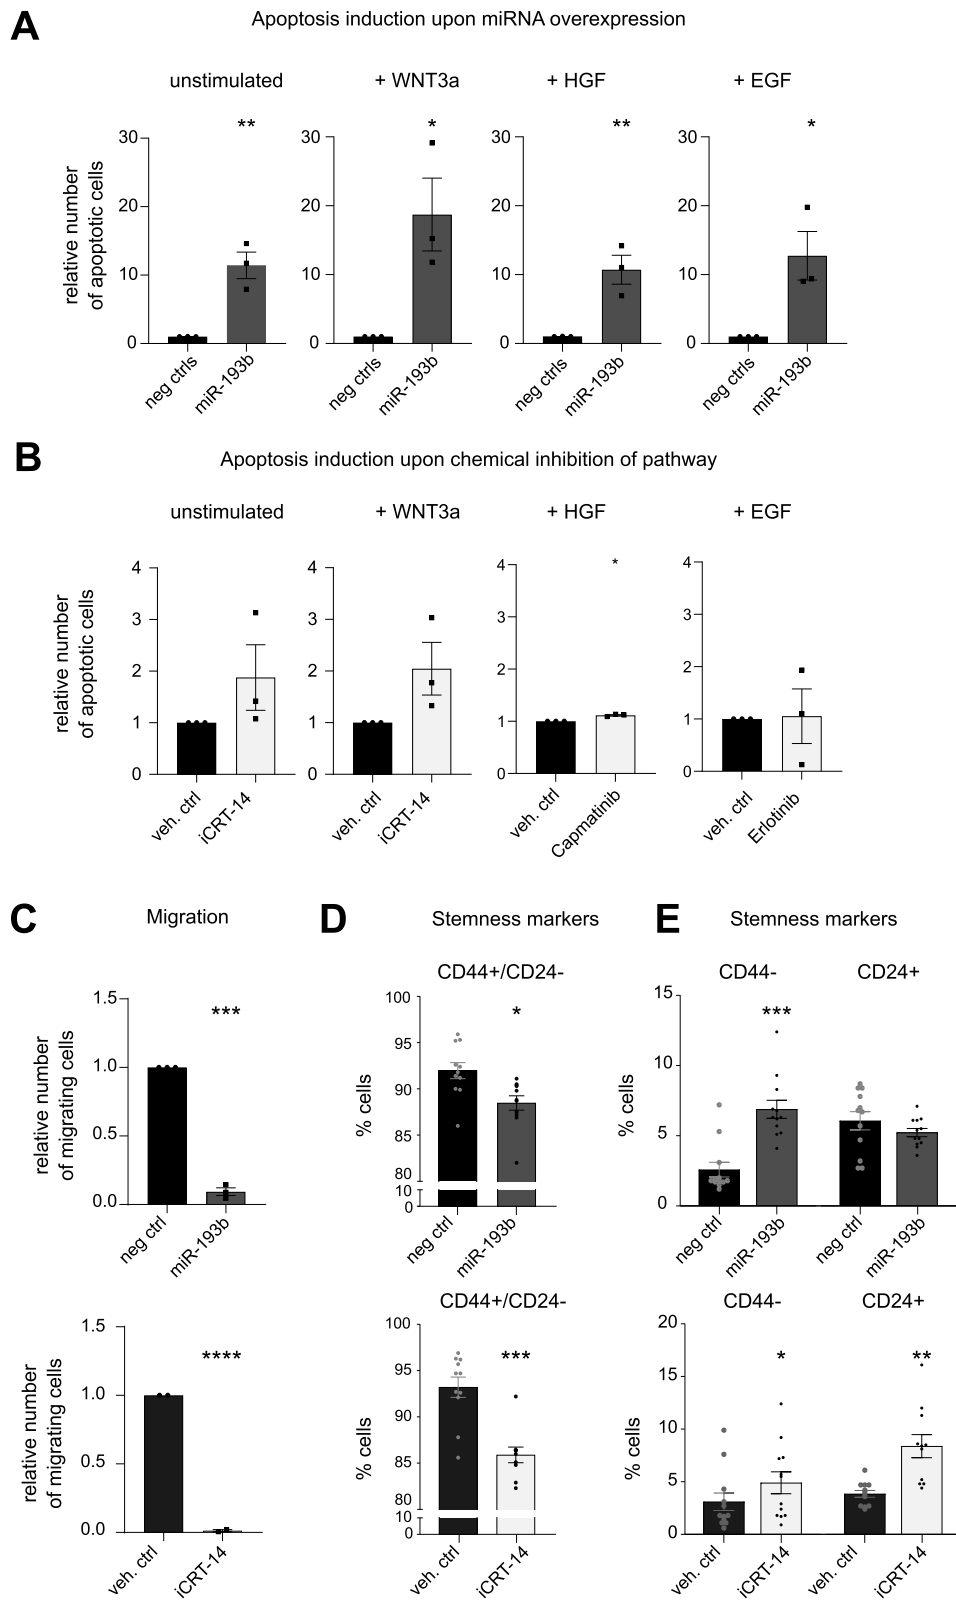 A
Apoptosis induction upon miRNA overexpression
unstimulated
+ WNT3a
+ HGF
+ EGF
** * ** *
relative number
of apoptotic cells
30 30 30 30
20 20 20 20
10 10 10 10
0 0 0 0
neg ctrls miR-193b neg ctrls miR-193b neg ctrls miR-193b neg ctrls miR-193b
B
Apoptosis induction upon chemical inhibition of pathway
unstimulated
+ WNT3a
+ HGF
+ EGF
*
relative number
of apoptotic cells
4 4 4 4
3 3 3 3
2 2 2 2
1 1 1 1
0 0 0 0
veh. ctrl iCRT-14 veh. ctrl iCRT-14 veh. ctrl Capmatinib veh. ctrl Erlotinib
C
Migration
relative number
of migrating cells
1.5
1.0
0.5
0.0
***
neg ctrl miR-193b
relative number
of migrating cells
1.5
1.0
0.5
0.0
****
veh. ctrl iCRT-14
D
Stemness markers
CD44+/CD24-
% cells
100
95
90
85
80
10
0
*
neg ctrl miR-193b
CD44+/CD24-
% cells
100
95
90
85
80
10
0
***
veh. ctrl iCRT-14
E
Stemness markers
CD44- CD24+
% cells
15
10
5
0
***
neg ctrl miR-193b neg ctrl miR-193b
CD44- CD24+
% cells
20
15
10
5
0
* **
veh. ctrl iCRT-14 veh. ctrl iCRT-14